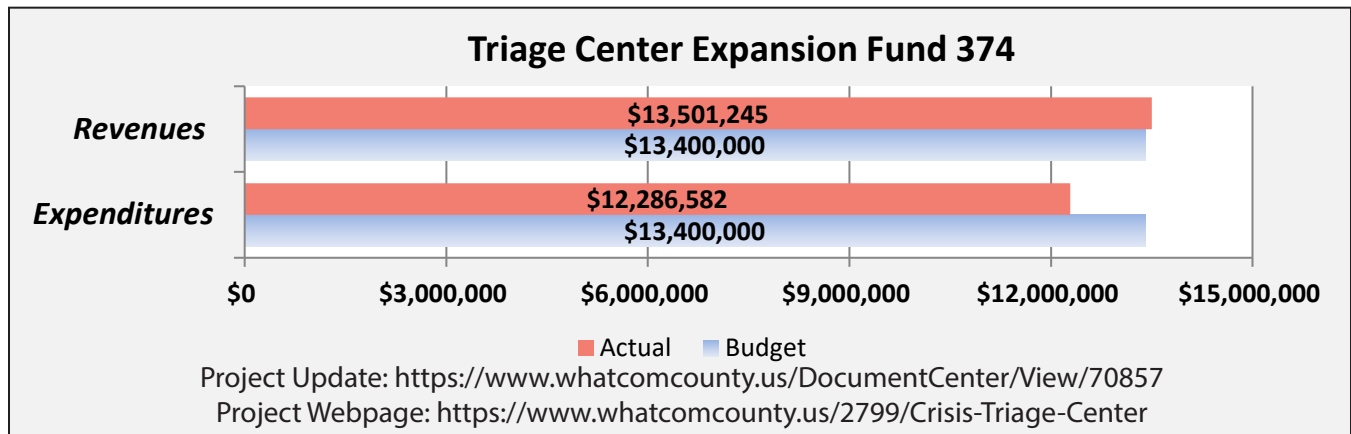 Triage Center Expansion Fund 374
Revenues
$13,501,245
$13,400,000
Expenditures
$12,286,582
$13,400,000
$0 $3,000,000 $6,000,000 $9,000,000 $12,000,000 $15,000,000
Actual Budget
Project Update: https://www.whatcomcounty.us/DocumentCenter/View/70857
Project Webpage: https://www.whatcomcounty.us/2799/Crisis-Triage-Center